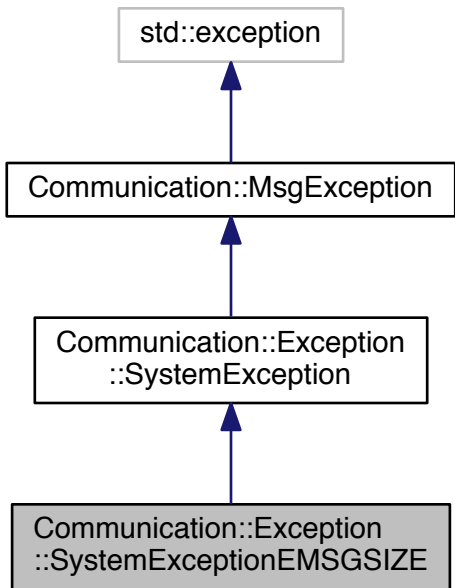 std::exception
Communication::MsgException
Communication::Exception
::SystemException
Communication::Exception
::SystemExceptionEMSGSIZE